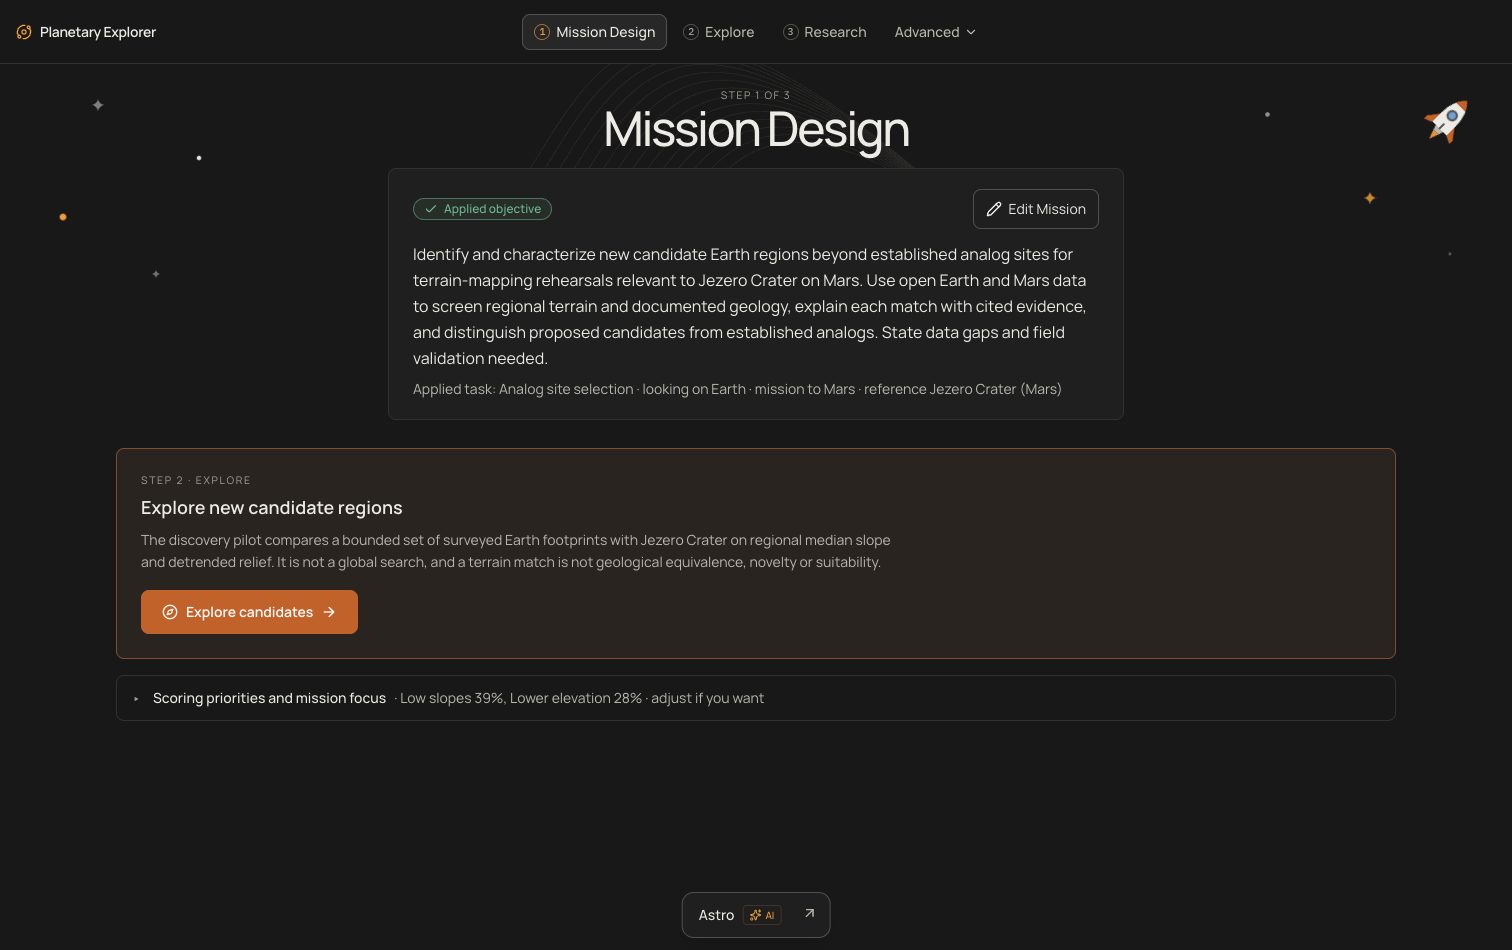 Planetary Explorer
1 Mission Design
2 Explore
3 Research
Advanced
STEP 1 OF 3
Mission Design
Applied objective
Edit Mission
Identify and characterize new candidate Earth regions beyond established analog sites for
terrain-mapping rehearsals relevant to Jezero Crater on Mars. Use open Earth and Mars data
to screen regional terrain and documented geology, explain each match with cited evidence,
and distinguish proposed candidates from established analogs. State data gaps and field
validation needed.
Applied task: Analog site selection · looking on Earth · mission to Mars · reference Jezero Crater (Mars)
STEP 2 · EXPLORE
Explore new candidate regions
The discovery pilot compares a bounded set of surveyed Earth footprints with Jezero Crater on regional median slope
and detrended relief. It is not a global search, and a terrain match is not geological equivalence, novelty or suitability.
Explore candidates
Scoring priorities and mission focus · Low slopes 39%, Lower elevation 28% · adjust if you want
Astro AI